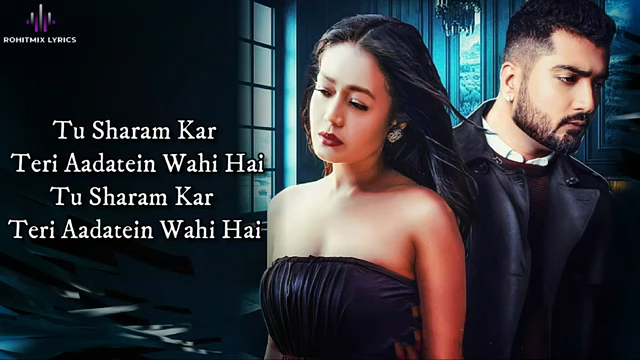 ROHITMIX LYRICS
Tu Sharam Kar
Teri Aadatein Wahi Hai
Tu Sharam Kar
Teri Aadatein Wahi Hai